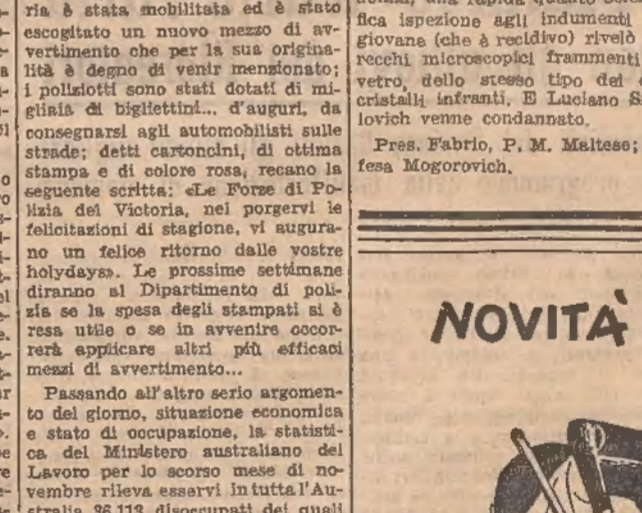 ria è stata mobilitata ed è stato
escogitato un nuovo mezzo di av-
vertimento che per la sua origina-
lità è degno di venir menzionato;
i poliziotti sono stati dotati di mi-
gliaia di bigliettini... d'auguri, da
consegnarsi agli automobilisti sulle
strade; detti cartoncini, di ottima
stampa e di colore rosa, recano la
seguente scritta: «Le Forze di Po-
lizia del Victoria, nel porgervi le
felicitazioni di stagione, vi augura-
no un felice ritorno dalle vostre
holydays». Le prossime settimane
diranno al Dipartimento di poli-
zia se la spesa degli stampati si è
resa utile o se in avvenire occor-
rerà applicare altri più efficaci
mezzi di avvertimento...
Passando all'altro serio argomen-
to del giorno, situazione economica
e stato di occupazione, la statisti-
ca del Ministero australiano del
Lavoro per lo scorso mese di no-
vembre rileva esservi in tutta l'Au-
stralia 26.113 disoccupati dei quali
fica ispezione agli indumenti
giovane (che è recidivo) rivelò
recchi microscopici frammenti
vetro, dello stesso tipo dei
cristalli infranti. E Luciano S
lovich venne condannato.
Pres. Fabrio, P. M. Maltese;
fesa Mogorovich.
NOVITÀ